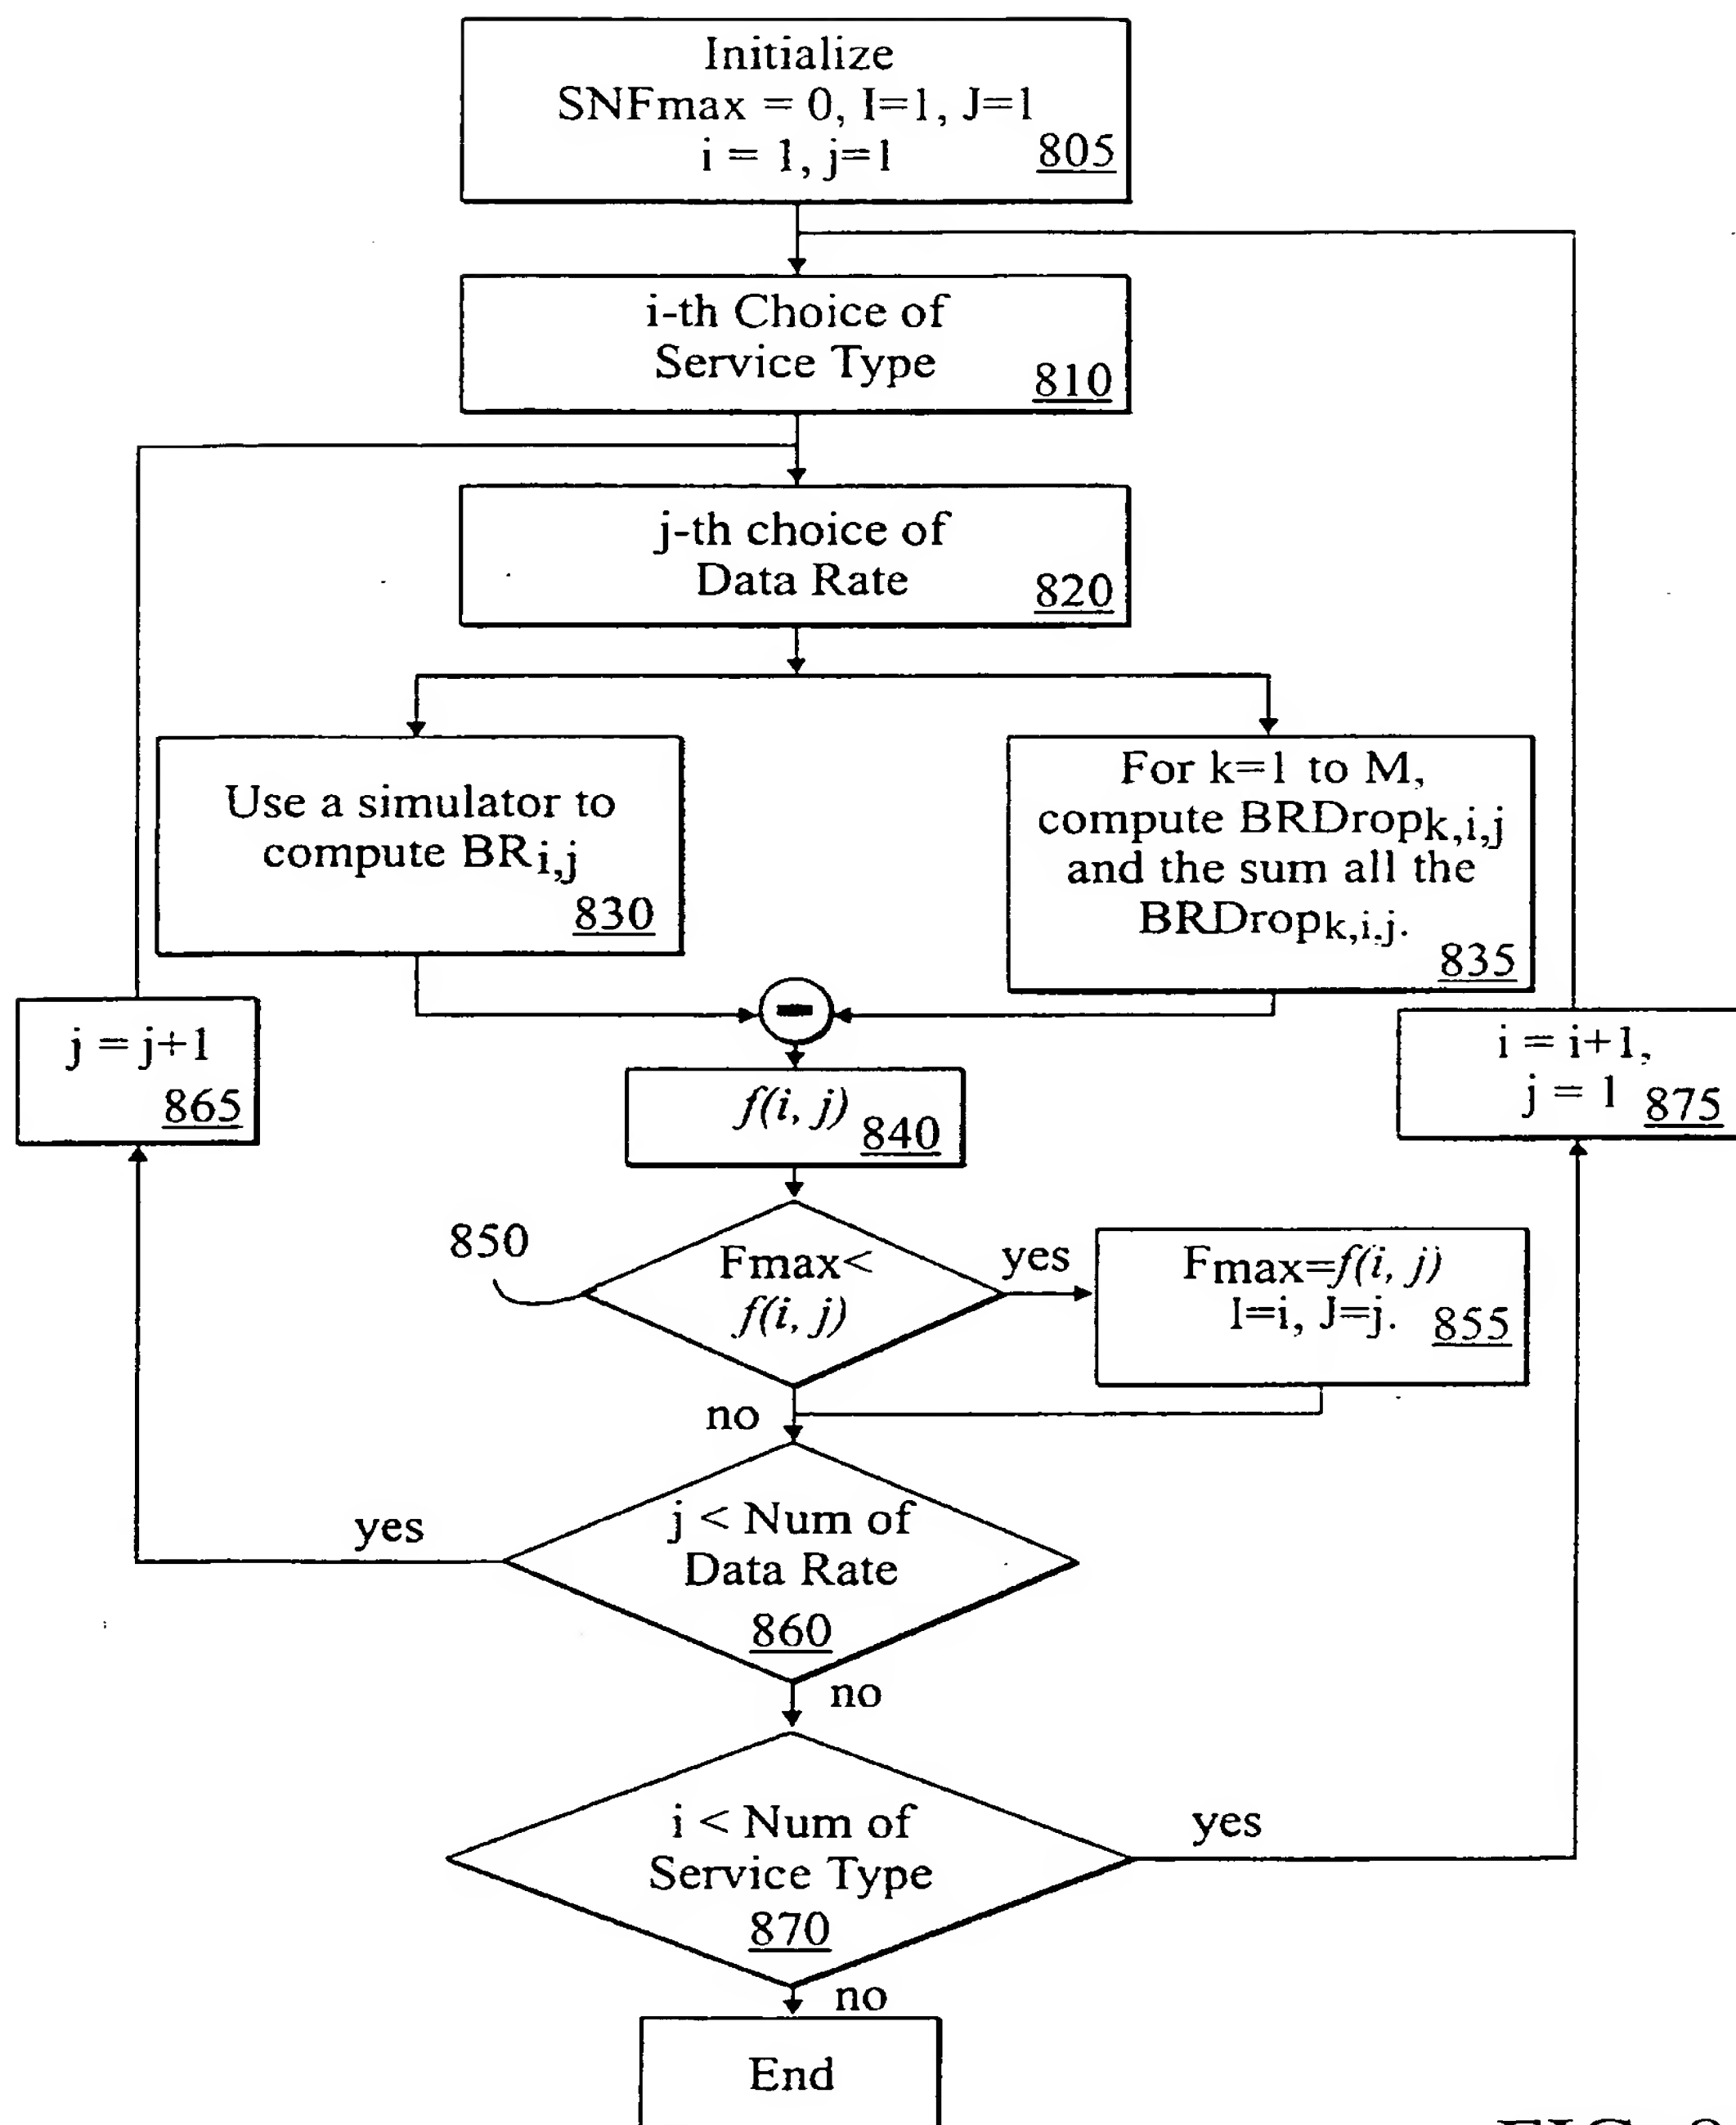 Initialize
SNFmax = 0, I=1, J=1
i = 1, j=1
805
i-th Choice of
Service Type
810
j-th choice of
Data Rate
820
Use a simulator to
compute BRi,j
830
For k=1 to M,
compute BRDropk,i,j
and the sum all the
BRDropk,i,j.
835
j = j+1
865
i = i+1,
j = 1
875
f(i, j)
840
850
Fmax<
f(i, j)
yes
Fmax=f(i, j)
I=i, J=j.
855
no
j < Num of
Data Rate
860
yes
no
i < Num of
Service Type
870
yes
no
End